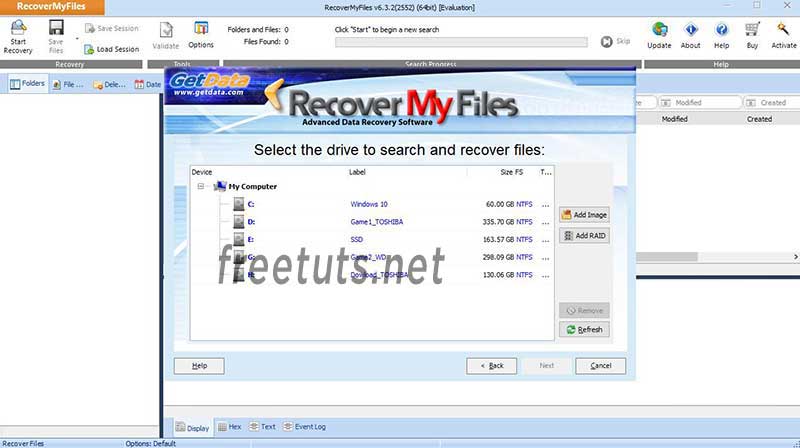 RecoverMyFiles
RecoverMyFiles v6.3.2(2552) (64bit) [Evaluation]
Start Recovery
Save Files
Save Session
Load Session
Validate
Options
Folders and Files: 0
Files Found: 0
Click "Start" to begin a new search
Skip
Update
About
Help
Buy
Activate
Recovery
Tools
Search Progress
Help
Folders
File ...
Dele...
Date
Modified
Created
Modified
Created
GetData
www.getdata.com
Recover My Files
Advanced Data Recovery Software
Select the drive to search and recover files:
Device Label Size FS T...
My Computer
C: Windows 10 60.00 GB NTFS ...
D: Game1_TOSHIBA 335.70 GB NTFS ...
E: SSD 163.57 GB NTFS ...
G: Game2_WD 298.09 GB NTFS ...
H: Dowload_TOSHIBA 130.06 GB NTFS ...
freetuts.net
Add Image
Add RAID
Remove
Refresh
Help
< Back
Next
Cancel
Display
Hex
Text
Event Log
Recover Files
Options: Default